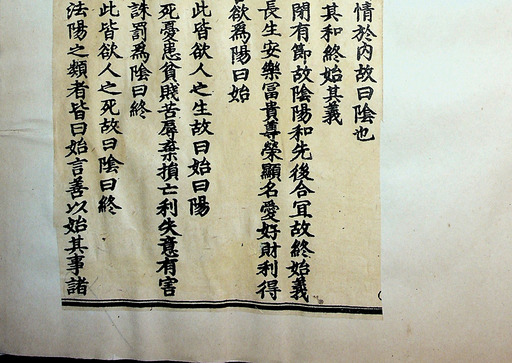 情於內故曰陰也
其和終始其義
閉有節故陰陽和先後合冝故終始義
長生安樂冨貴尊榮顯名愛好財利得
欲爲陽曰始
此皆欲人之生故曰始曰陽
死憂患貧賤苦辱棄損亡利失意有害
誅罰爲陰曰終
此皆欲人之死故曰陰曰終
法陽之類者皆曰始言善以始其事諸